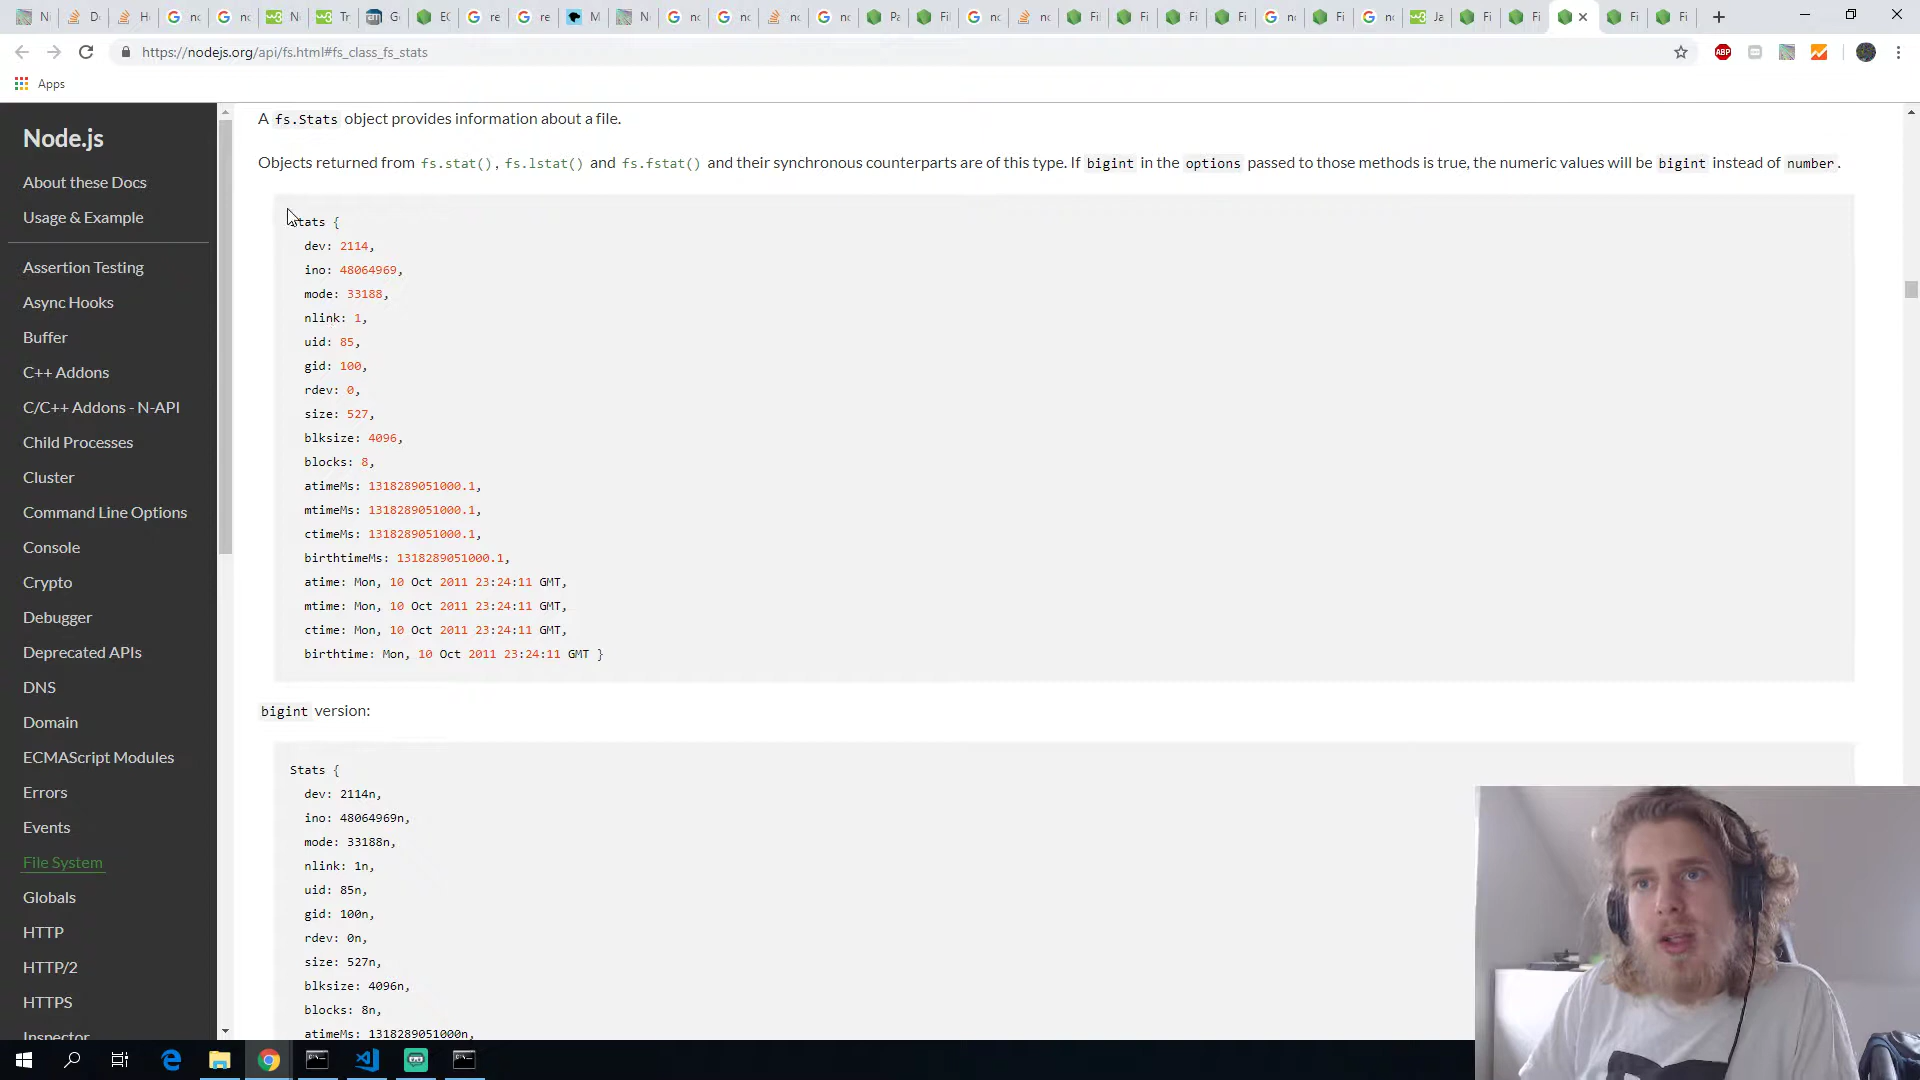 https://nodejs.org/api/fs.html#fs_class_fs_stats
ABP
Apps
Node.js
About these Docs
Usage & Example
Assertion Testing
Async Hooks
Buffer
C++ Addons
C/C++ Addons - N-API
Child Processes
Cluster
Command Line Options
Console
Crypto
Debugger
Deprecated APIs
DNS
Domain
ECMAScript Modules
Errors
Events
File System
Globals
HTTP
HTTP/2
HTTPS
Inspector
A fs.Stats object provides information about a file.
Objects returned from fs.stat(), fs.lstat() and fs.fstat() and their synchronous counterparts are of this type. If bigint in the options passed to those methods is true, the numeric values will be bigint instead of number.
Stats {
dev: 2114,
ino: 48064969,
mode: 33188,
nlink: 1,
uid: 85,
gid: 100,
rdev: 0,
size: 527,
blksize: 4096,
blocks: 8,
atimeMs: 1318289051000.1,
mtimeMs: 1318289051000.1,
ctimeMs: 1318289051000.1,
birthtimeMs: 1318289051000.1,
atime: Mon, 10 Oct 2011 23:24:11 GMT,
mtime: Mon, 10 Oct 2011 23:24:11 GMT,
ctime: Mon, 10 Oct 2011 23:24:11 GMT,
birthtime: Mon, 10 Oct 2011 23:24:11 GMT }
bigint version:
Stats {
dev: 2114n,
ino: 48064969n,
mode: 33188n,
nlink: 1n,
uid: 85n,
gid: 100n,
rdev: 0n,
size: 527n,
blksize: 4096n,
blocks: 8n,
atimeMs: 1318289051000n,